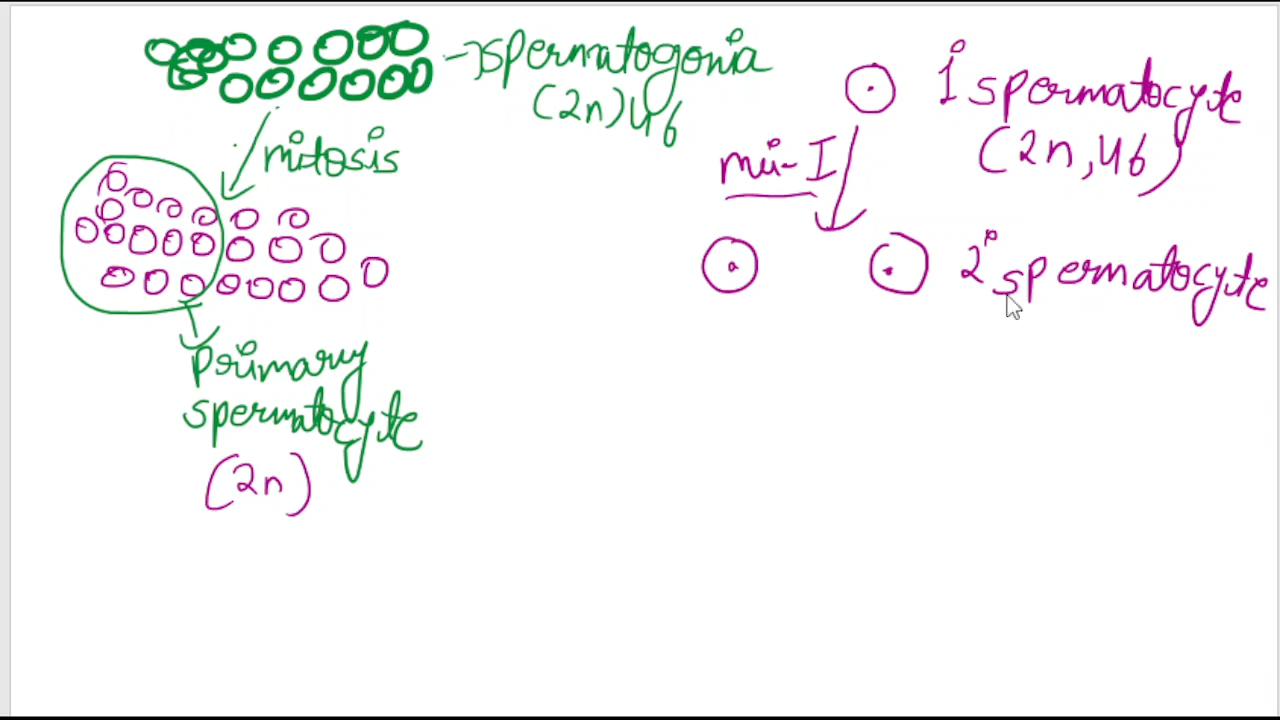 spermatogonia
(2n) 46
mitosis
Primary
spermatocyte
(2n)
1° spermatocyte
(2n, 46)
mei-I
2° spermatocyte